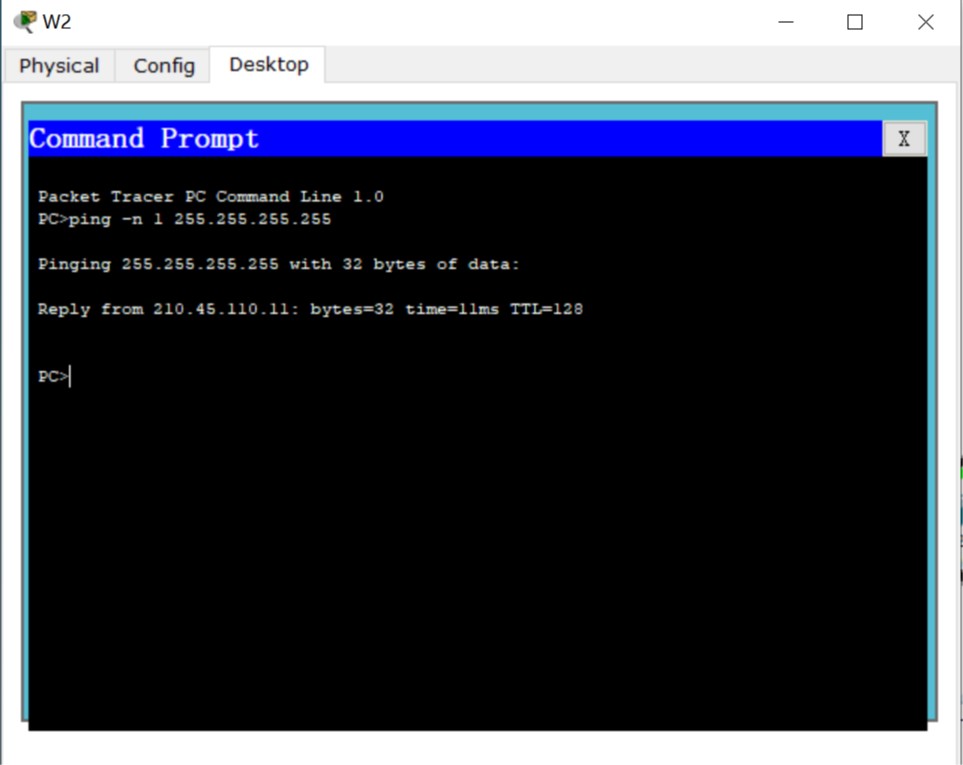 W2
Physical Config Desktop
Command Prompt X
Packet Tracer PC Command Line 1.0
PC>ping -n 1 255.255.255.255
Pinging 255.255.255.255 with 32 bytes of data:
Reply from 210.45.110.11: bytes=32 time=11ms TTL=128
PC>